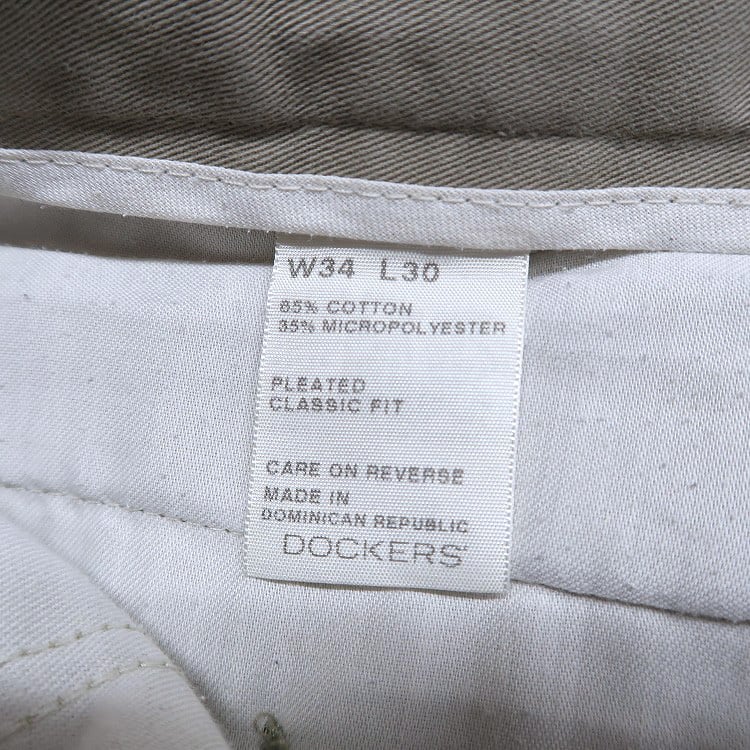 W34 L30
65% COTTON
35% MICROPOLYESTER
PLEATED
CLASSIC FIT
CARE ON REVERSE
MADE IN
DOMINICAN REPUBLIC
DOCKERS